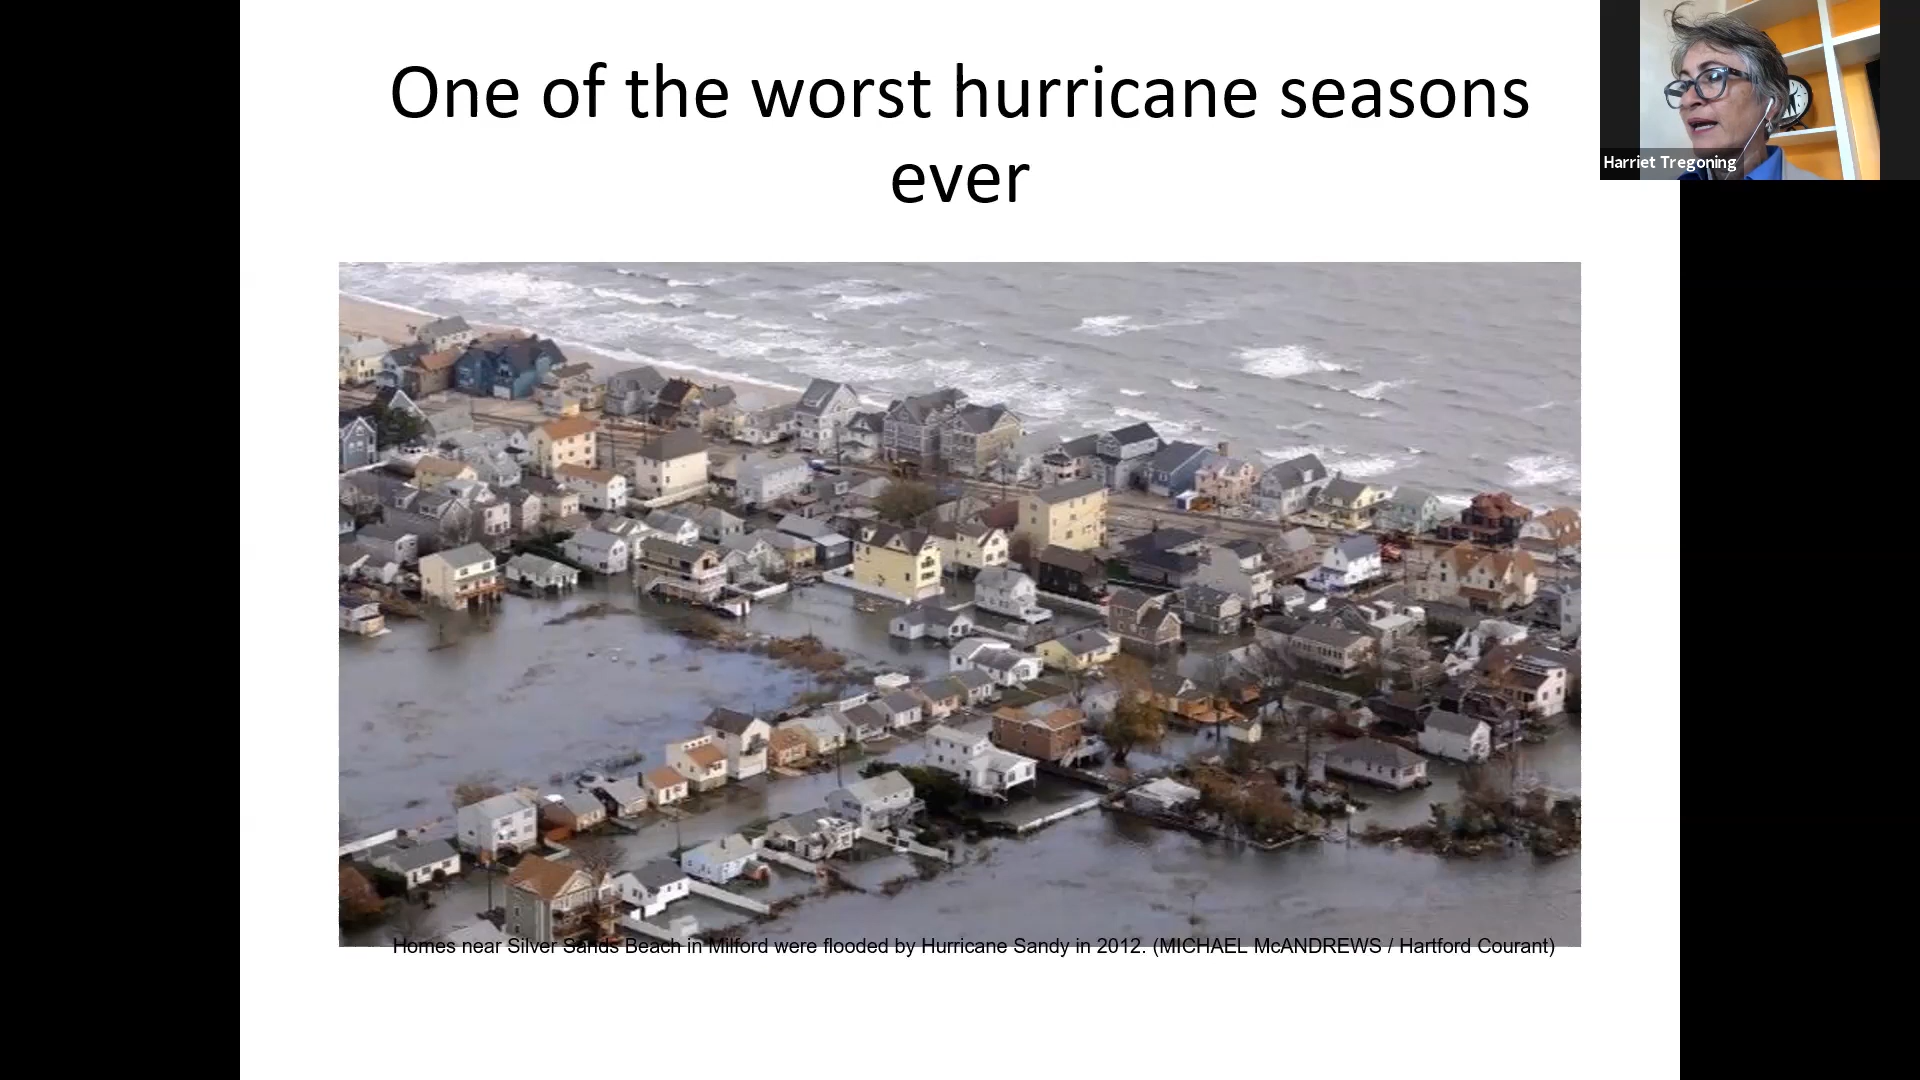 One of the worst hurricane seasons
ever
Harriet Tregoning
Homes near Silver Sands Beach in Milford were flooded by Hurricane Sandy in 2012. (MICHAEL McANDREWS / Hartford Courant)